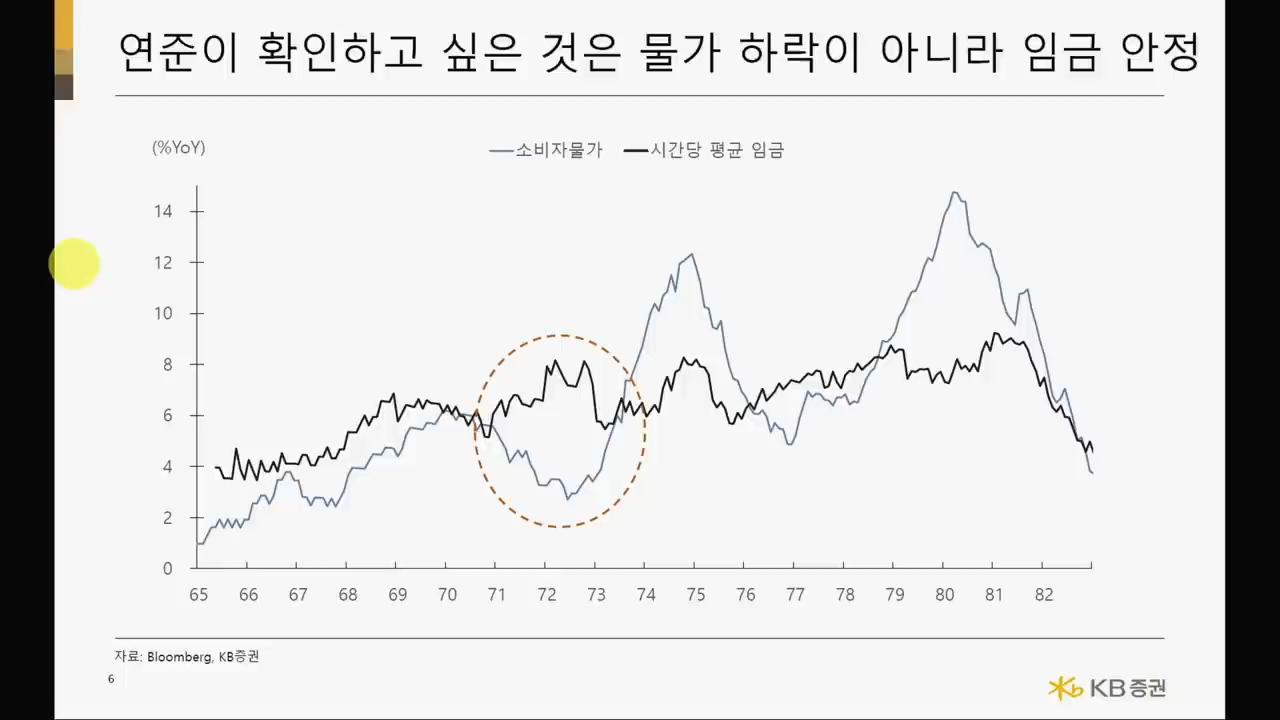 연준이 확인하고 싶은 것은 물가 하락이 아니라 임금 안정
(%YoY)
소비자물가 시간당 평균 임금
14
12
10
8
6
4
2
0
65 66 67 68 69 70 71 72 73 74 75 76 77 78 79 80 81 82
자료: Bloomberg, KB증권
6
KB증권